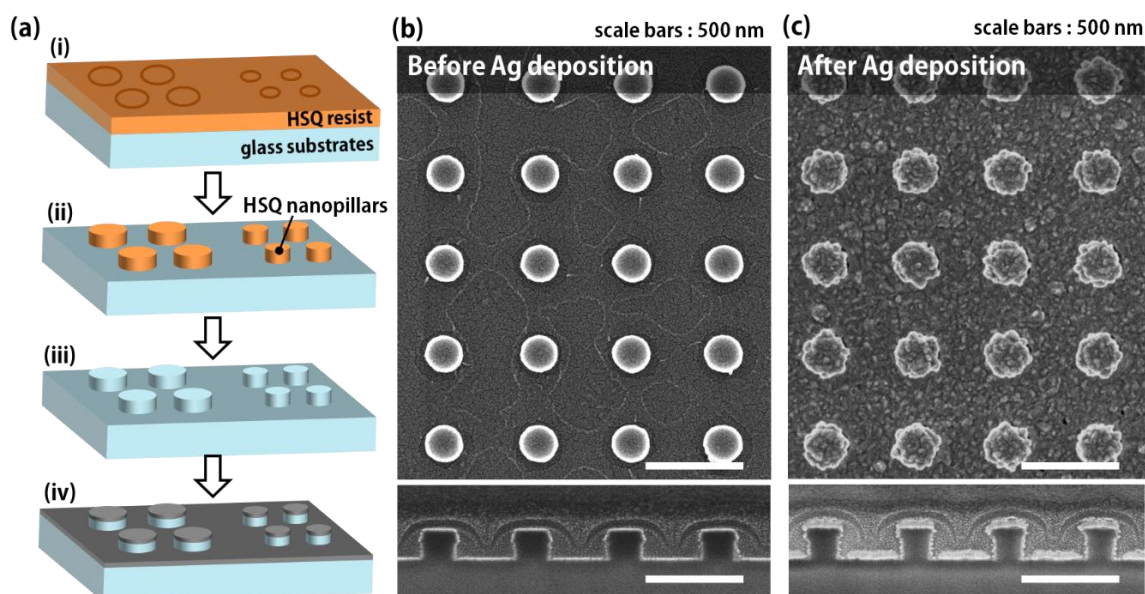 (a)
(i)
HSQ resist
glass substrates
(ii)
HSQ nanopillars
(iii)
(iv)
(b)
scale bars : 500 nm
Before Ag deposition
(c)
scale bars : 500 nm
After Ag deposition